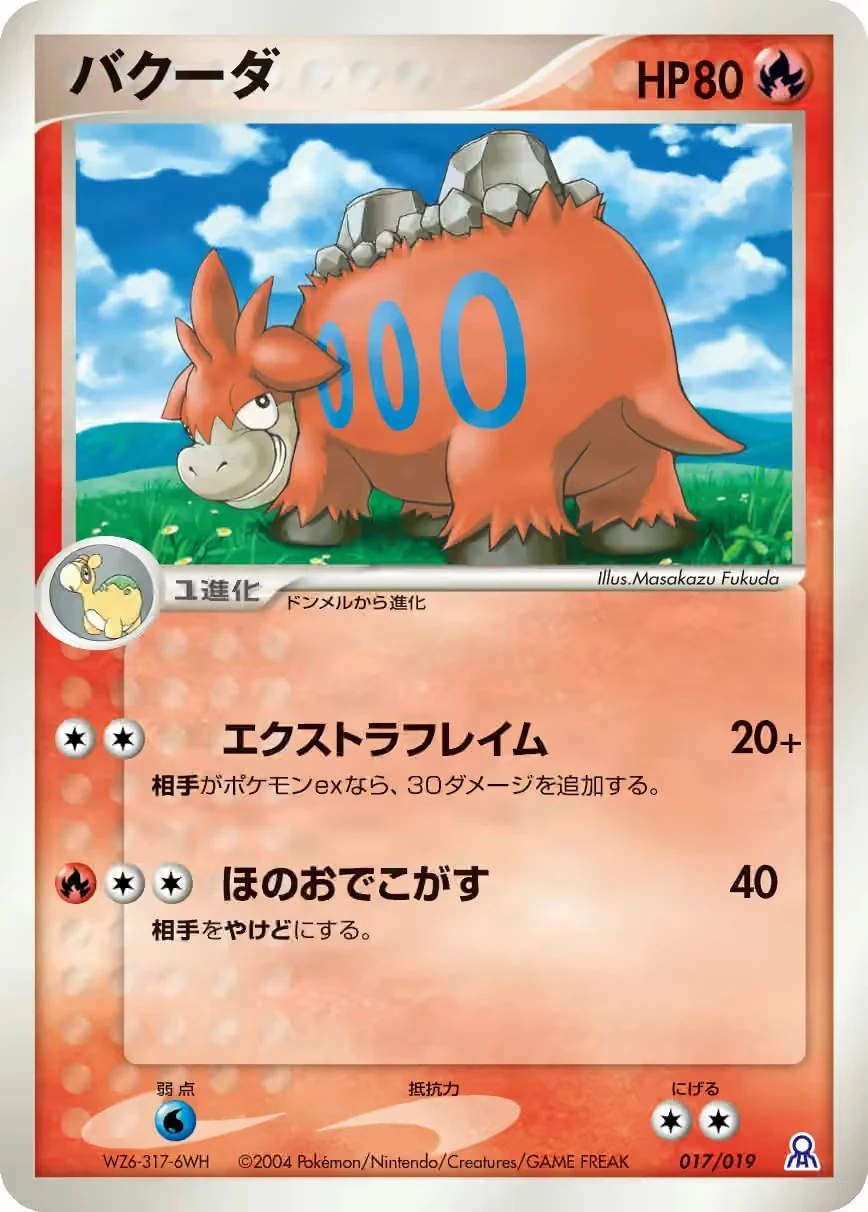 バクーダ
HP80
1進化
ドンメルから進化
Illus.Masakazu Fukuda
エクストラフレイム 20+
相手がポケモンexなら、30ダメージを追加する。
ほのおでこがす 40
相手をやけどにする。
弱点 抵抗力 にげる
WZ6-317-6WH ©2004 Pokémon/Nintendo/Creatures/GAME FREAK 017/019